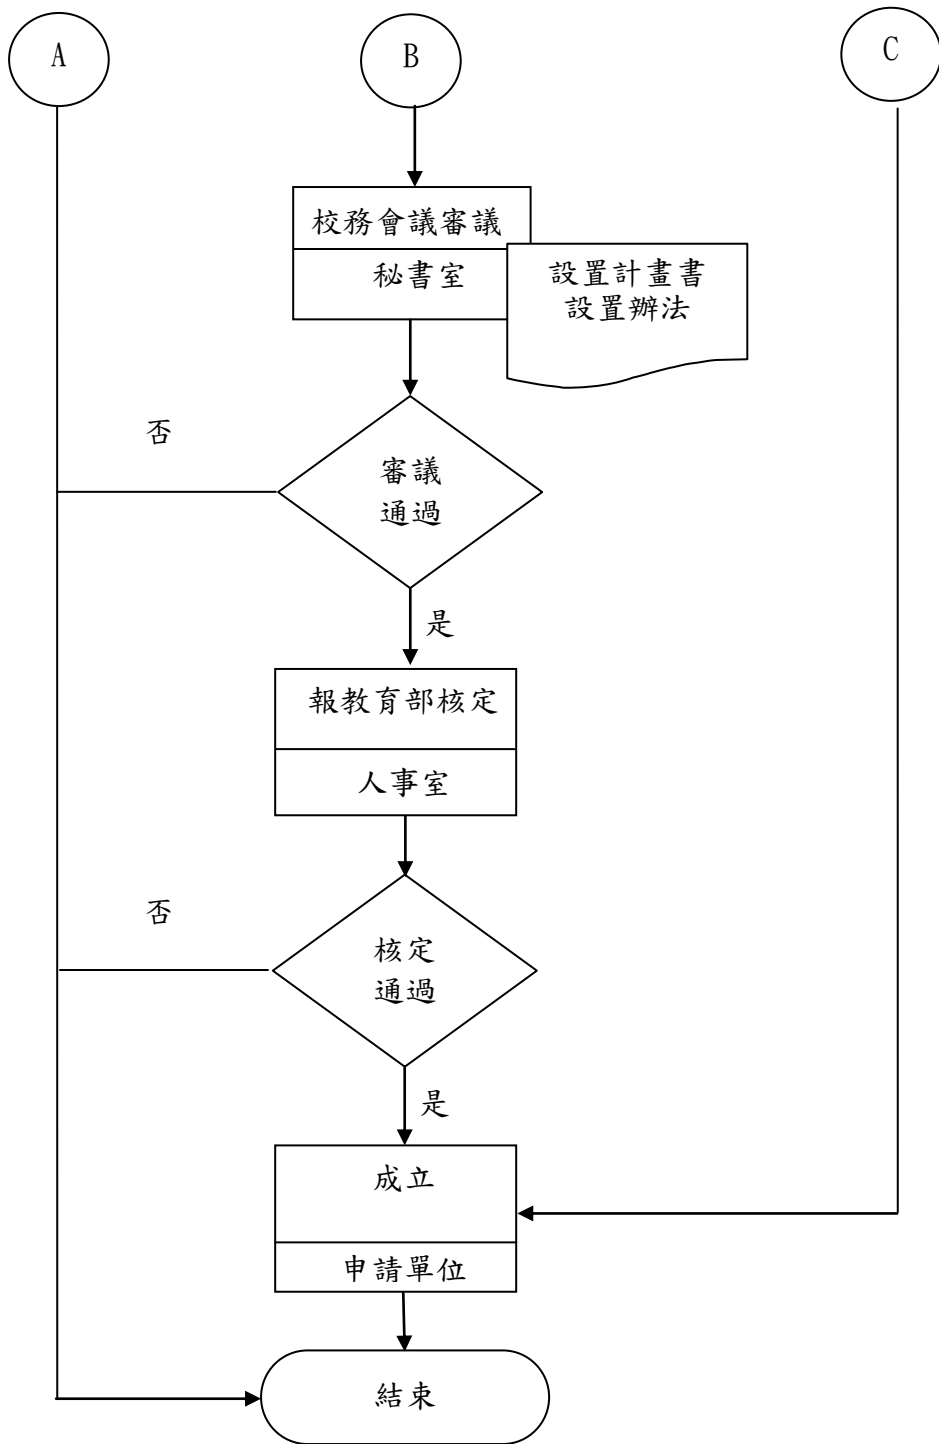 A
B
C
校務會議審議
秘書室
設置計畫書
設置辦法
否
審議
通過
是
報教育部核定
人事室
否
核定
通過
是
成立
申請單位
結束